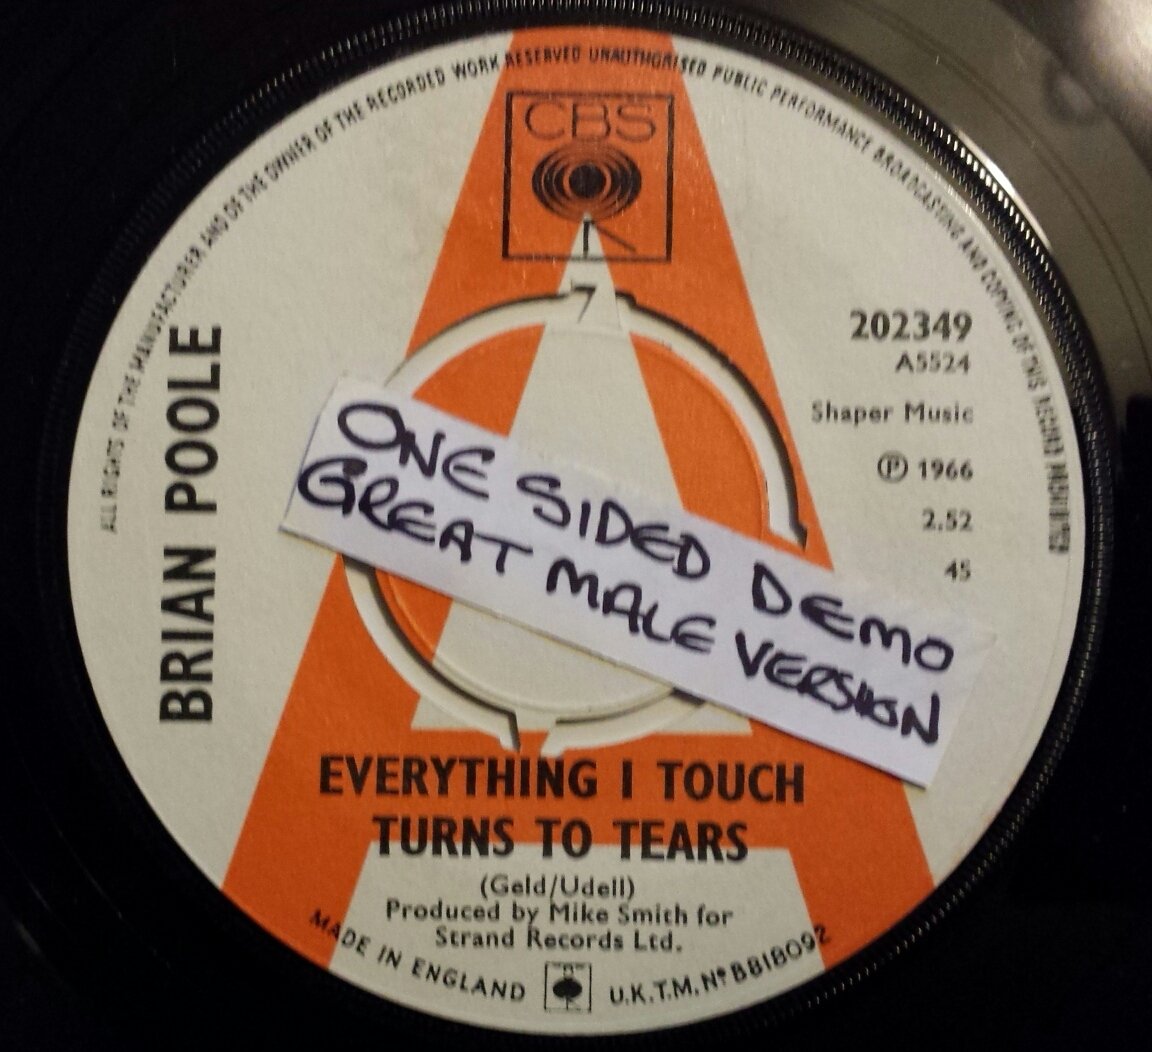 ALL RIGHTS OF THE MANUFACTURER AND OF THE OWNER OF THE RECORDED WORK RESERVED UNAUTHORISED PUBLIC PERFORMANCE BROADCASTING AND COPYING OF THIS RECORD PROHIBITED
CBS
7
202349
A5524
Shaper Music
Ⓟ 1966
2.52
45
BRIAN POOLE
ONE SIDED DEMO
GREAT MALE VERSION
EVERYTHING I TOUCH
TURNS TO TEARS
(Geld/Udell)
Produced by Mike Smith for
Strand Records Ltd.
MADE IN ENGLAND
U.K.T.M. Nº B818092